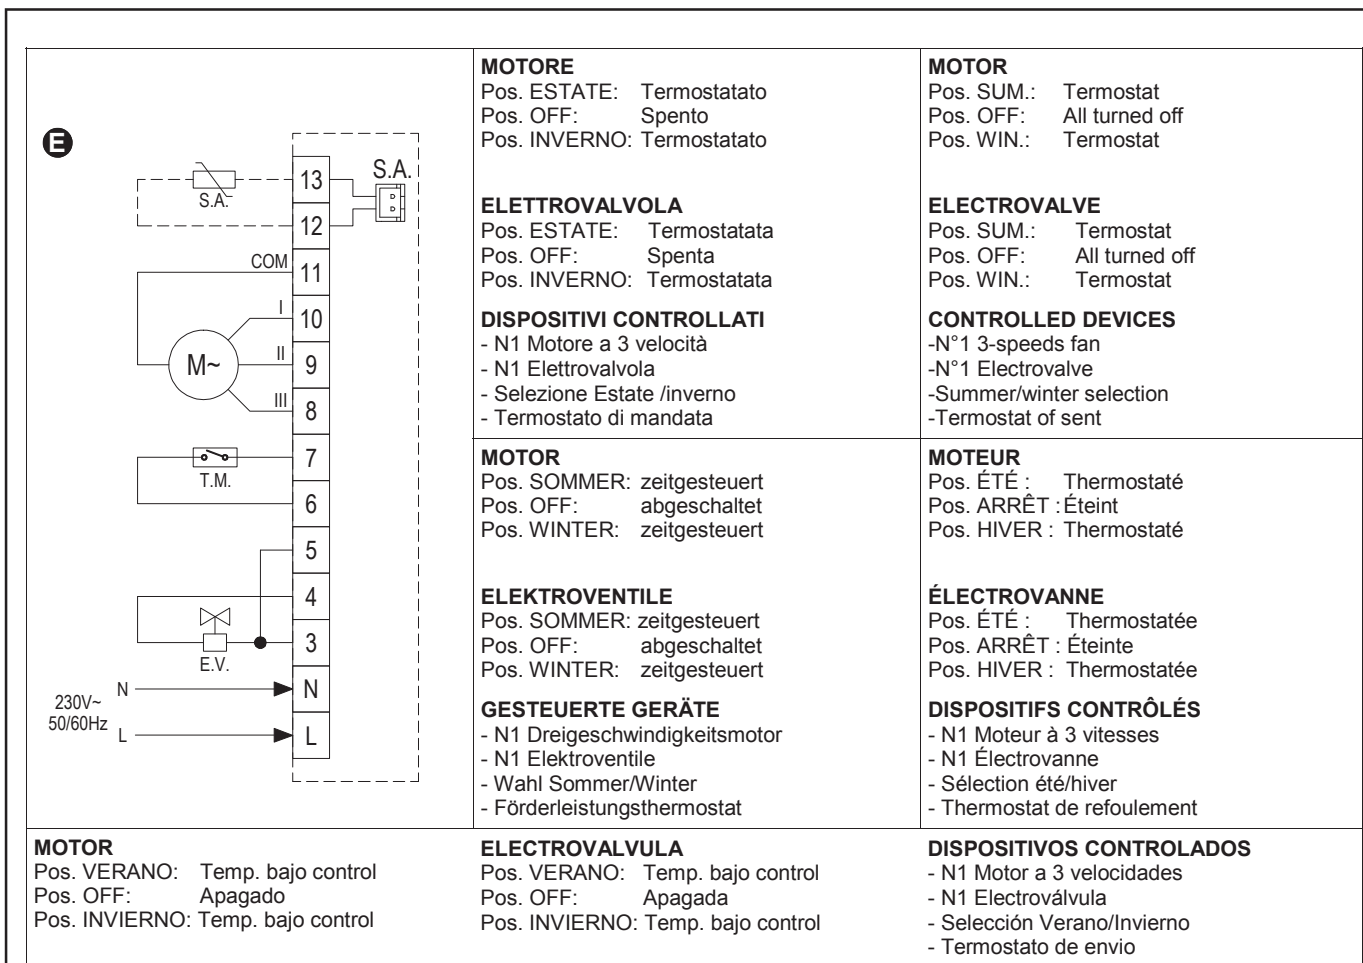 E
13
S.A.
S.A.
12
COM
11
I
10
M~
II
9
III
8
7
T.M.
6
5
4
3
E.V.
N
N
230V~
50/60Hz
L
L
MOTORE
Pos. ESTATE: Termostatato
Pos. OFF: Spento
Pos. INVERNO: Termostatato
ELETTROVALVOLA
Pos. ESTATE: Termostatata
Pos. OFF: Spenta
Pos. INVERNO: Termostatata
DISPOSITIVI CONTROLLATI
- N1 Motore a 3 velocità
- N1 Elettrovalvola
- Selezione Estate /inverno
- Termostato di mandata
MOTOR
Pos. SUM.: Termostat
Pos. OFF: All turned off
Pos. WIN.: Termostat
ELECTROVALVE
Pos. SUM.: Termostat
Pos. OFF: All turned off
Pos. WIN.: Termostat
CONTROLLED DEVICES
-N°1 3-speeds fan
-N°1 Electrovalve
-Summer/winter selection
-Termostat of sent
MOTOR
Pos. SOMMER: zeitgesteuert
Pos. OFF: abgeschaltet
Pos. WINTER: zeitgesteuert
ELEKTROVENTILE
Pos. SOMMER: zeitgesteuert
Pos. OFF: abgeschaltet
Pos. WINTER: zeitgesteuert
GESTEUERTE GERÄTE
- N1 Dreigeschwindigkeitsmotor
- N1 Elektroventile
- Wahl Sommer/Winter
- Förderleistungsthermostat
MOTEUR
Pos. ÉTÉ : Thermostaté
Pos. ARRÊT : Éteint
Pos. HIVER : Thermostaté
ÉLECTROVANNE
Pos. ÉTÉ : Thermostatée
Pos. ARRÊT : Éteinte
Pos. HIVER : Thermostatée
DISPOSITIFS CONTRÔLÉS
- N1 Moteur à 3 vitesses
- N1 Électrovanne
- Sélection été/hiver
- Thermostat de refoulement
MOTOR
Pos. VERANO: Temp. bajo control
Pos. OFF: Apagado
Pos. INVIERNO: Temp. bajo control
ELECTROVALVULA
Pos. VERANO: Temp. bajo control
Pos. OFF: Apagada
Pos. INVIERNO: Temp. bajo control
DISPOSITIVOS CONTROLADOS
- N1 Motor a 3 velocidades
- N1 Electroválvula
- Selección Verano/Invierno
- Termostato de envio